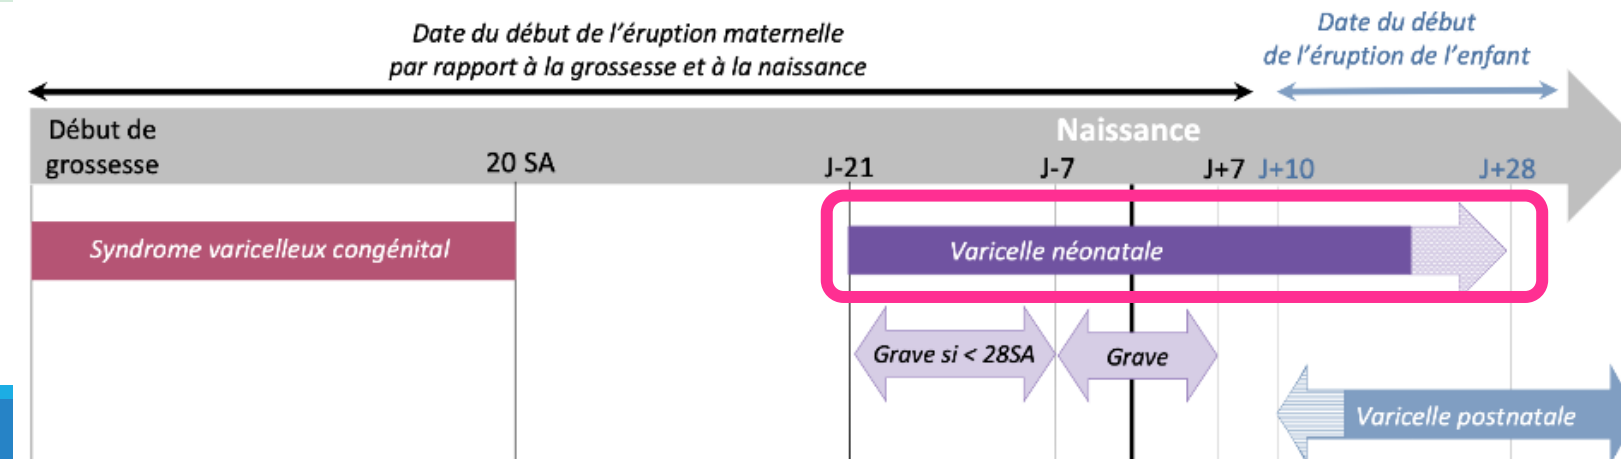 Date du début de l'éruption maternelle
par rapport à la grossesse et à la naissance
Date du début
de l'éruption de l'enfant
Début de
grossesse
20 SA
Naissance
J-21
J-7
J+7
J+10
J+28
Syndrome varicelleux congénital
Varicelle néonatale
Grave si < 28SA
Grave
Varicelle postnatale